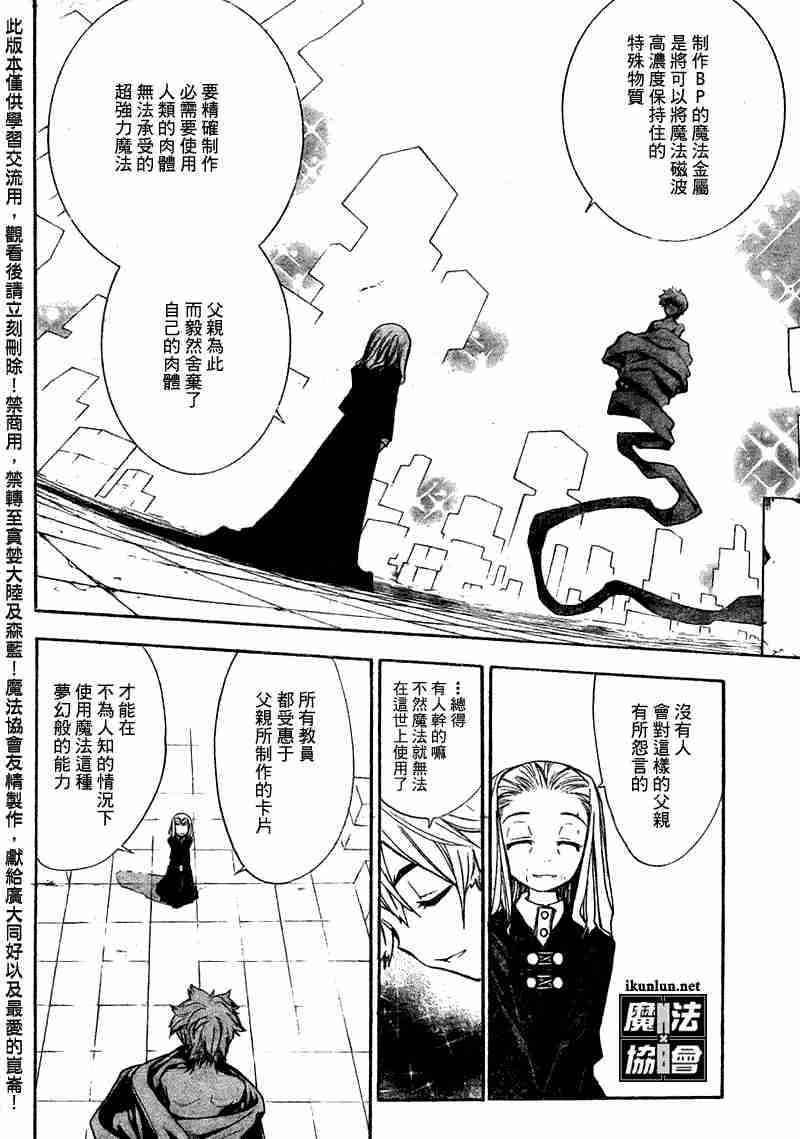 制作BP的魔法金屬
是將可以將魔法磁波
高濃度保持住的
特殊物質
要精確制作
必需要使用
人類的肉體
無法承受的
超強力魔法
父親為此
而毅然舍棄了
自己的肉體
沒有人
會對這樣的父親
有所怨言的
…總得
有人幹的嘛
不然魔法就無法
在這世上使用了
所有教員
都受惠于
父親所制作的卡片
才能在
不為人知的情況下
使用魔法這種
夢幻般的能力
ikunlun.net
魔法
協會
此版本僅供學習交流用，觀看後請立刻刪除！禁商用，禁轉至貪婪大陸及森藍！魔法協會友情製作，獻給廣大同好以及最愛的崑崙！